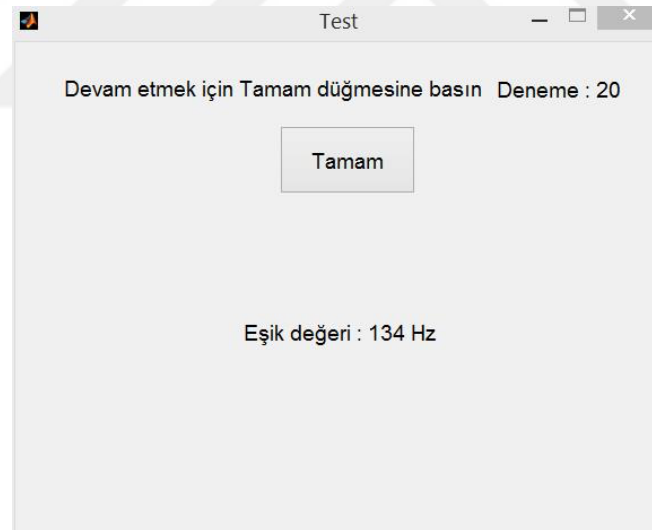 Test
Devam etmek için Tamam düğmesine basın Deneme : 20
Tamam
Eşik değeri : 134 Hz